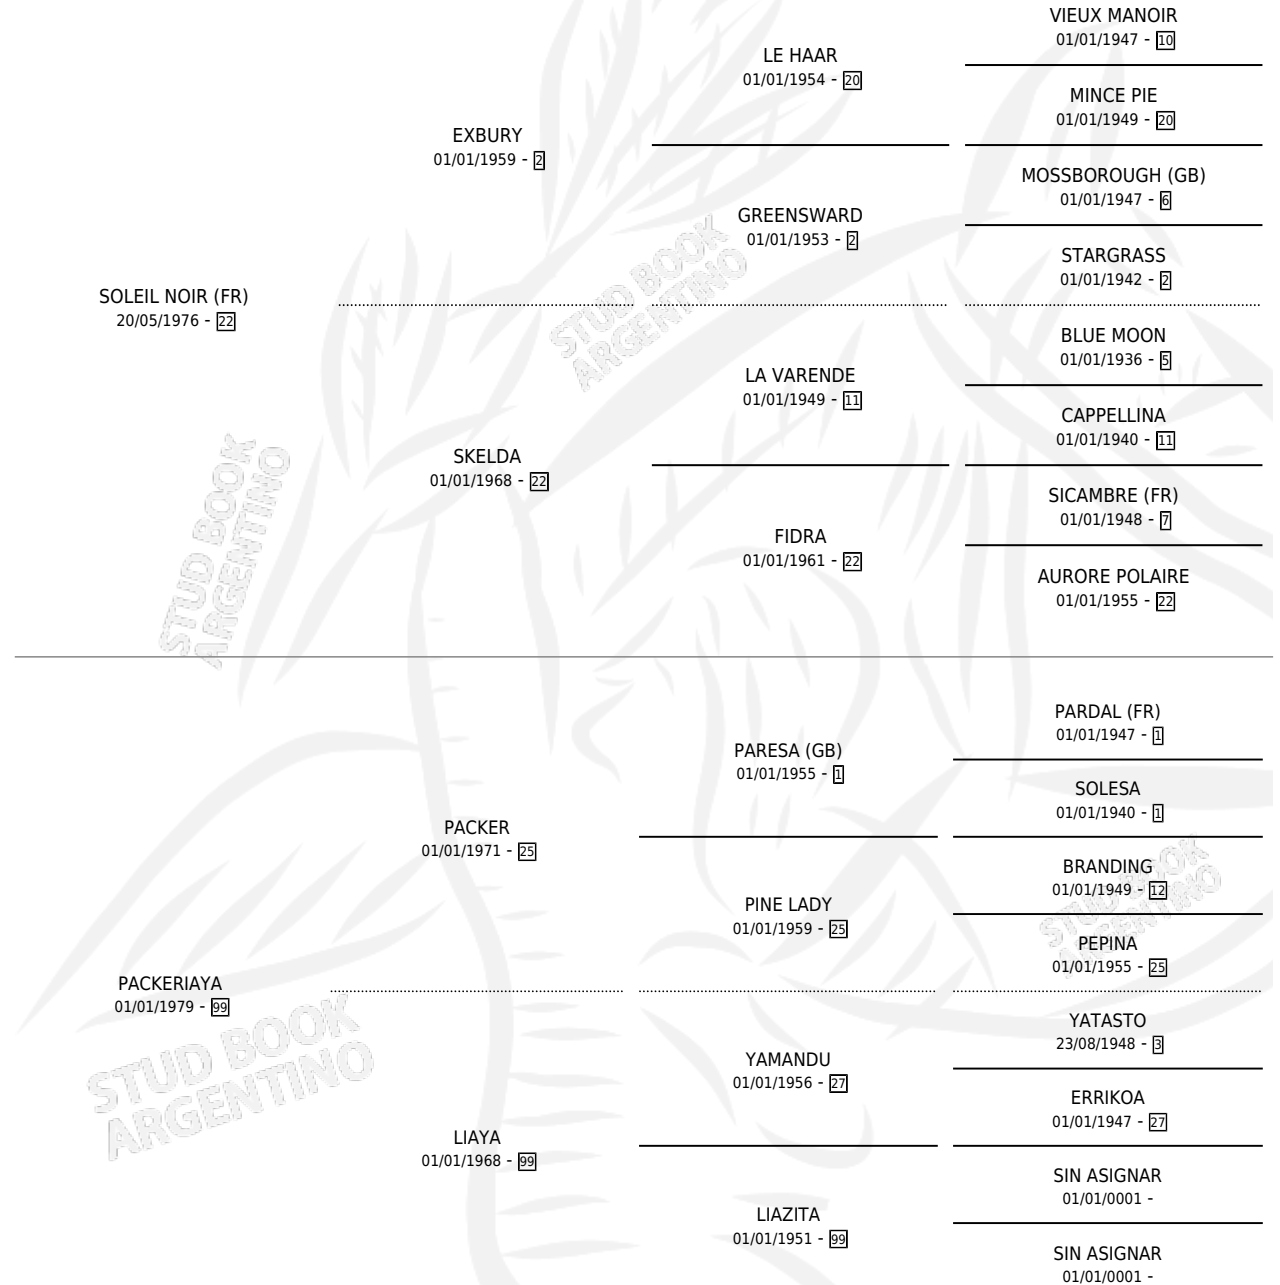 VIEUX MANOIR
01/01/1947 - 10
LE HAAR
01/01/1954 - 20
MINCE PIE
01/01/1949 - 20
EXBURY
01/01/1959 - 2
MOSSBOROUGH (GB)
01/01/1947 - 6
GREENSWARD
01/01/1953 - 2
STARGRASS
01/01/1942 - 2
SOLEIL NOIR (FR)
20/05/1976 - 22
BLUE MOON
01/01/1936 - 5
LA VARENDE
01/01/1949 - 11
CAPPELLINA
01/01/1940 - 11
SKELDA
01/01/1968 - 22
SICAMBRE (FR)
01/01/1948 - 7
FIDRA
01/01/1961 - 22
AURORE POLAIRE
01/01/1955 - 22
PARDAL (FR)
01/01/1947 - 1
PARESA (GB)
01/01/1955 - 1
SOLESA
01/01/1940 - 1
PACKER
01/01/1971 - 25
BRANDING
01/01/1949 - 12
PINE LADY
01/01/1959 - 25
PEPINA
01/01/1955 - 25
PACKERIAYA
01/01/1979 - 99
YATASTO
23/08/1948 - 3
YAMANDU
01/01/1956 - 27
ERRIKOA
01/01/1947 - 27
LIAYA
01/01/1968 - 99
SIN ASIGNAR
01/01/0001 -
LIAZITA
01/01/1951 - 99
SIN ASIGNAR
01/01/0001 -
STUD BOOK
ARGENTINO
STUD BOOK
ARGENTINO
STUD BOOK
ARGENTINO
STUD BOOK
ARGENTINO